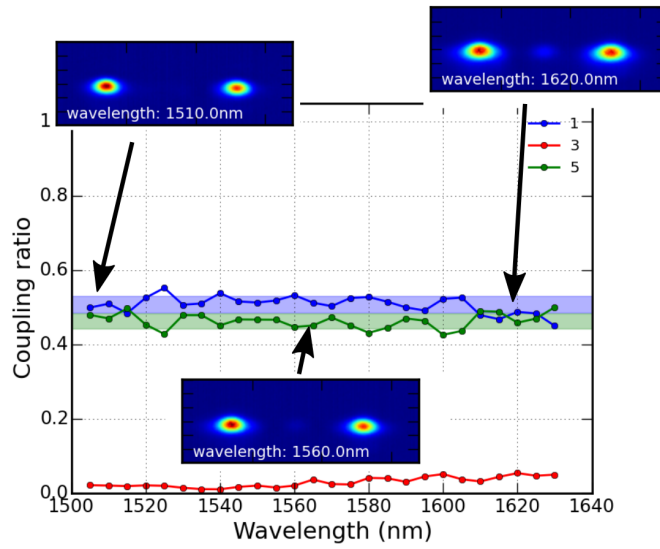 wavelength: 1510.0nm
wavelength: 1620.0nm
1
0.8
0.6
0.4
0.2
0.0
Coupling ratio
1
3
5
wavelength: 1560.0nm
1500 1520 1540 1560 1580 1600 1620 1640
Wavelength (nm)